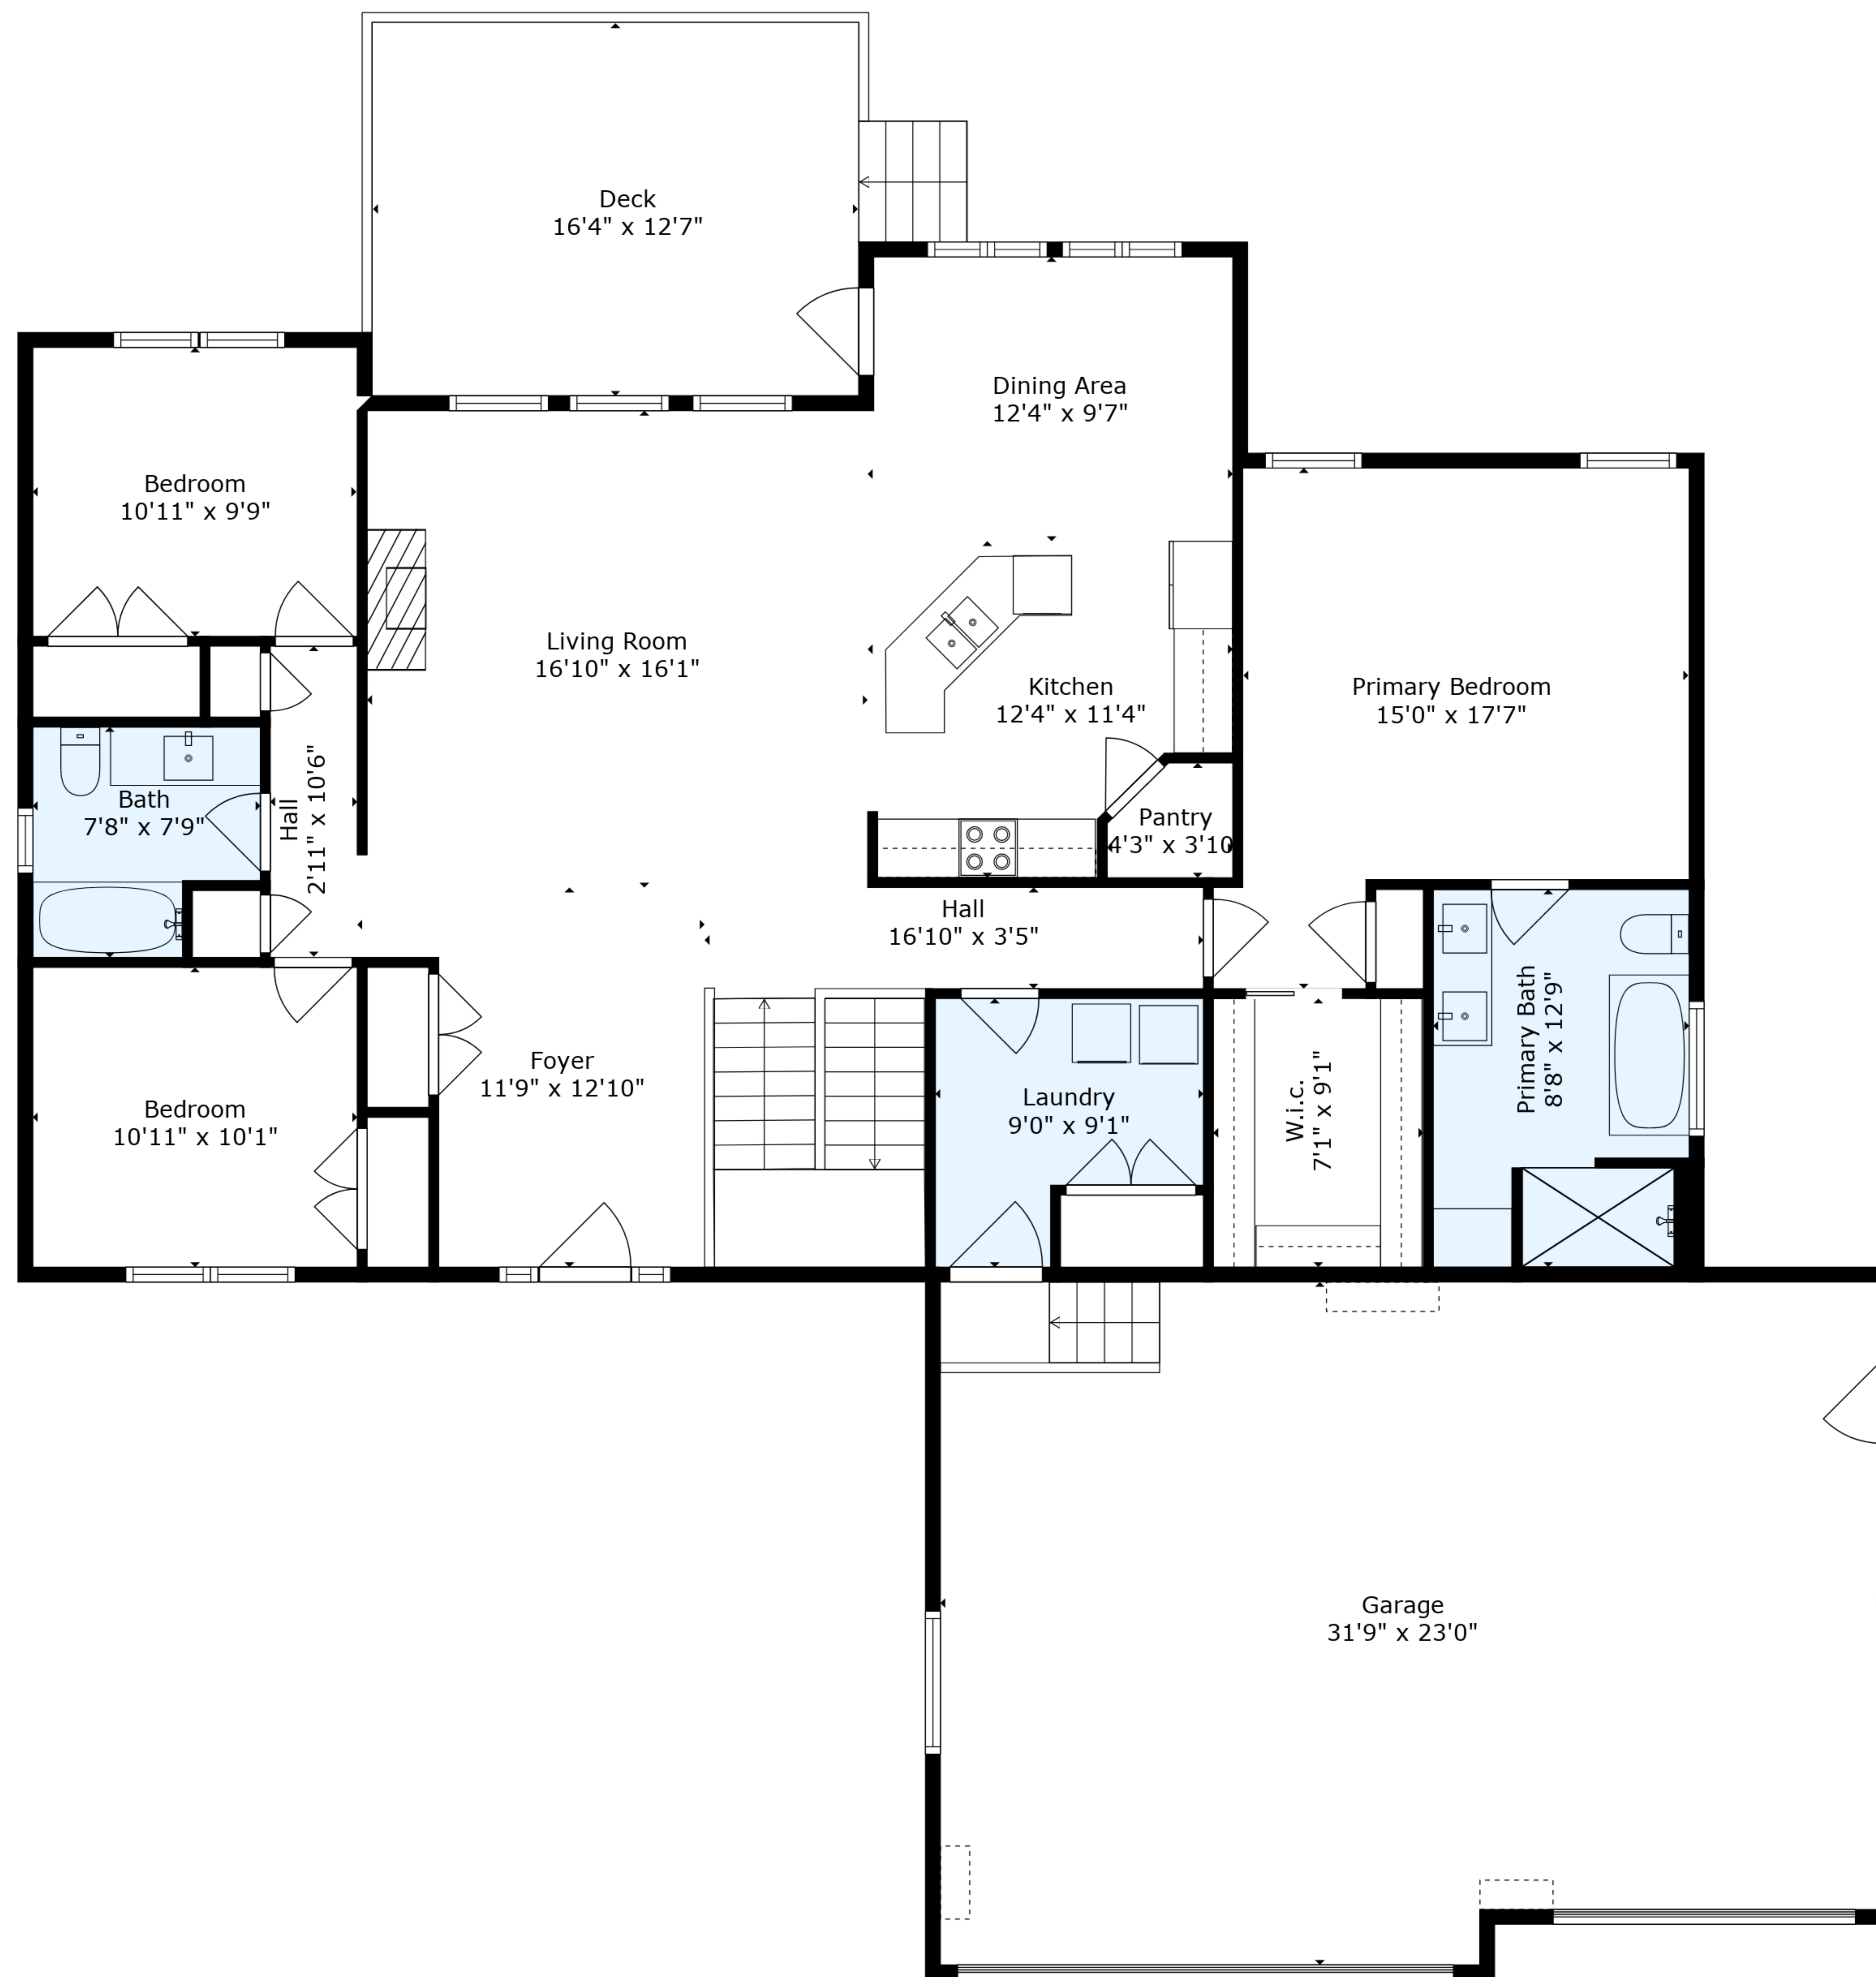 Deck
16'4" x 12'7"
Dining Area
12'4" x 9'7"
Bedroom
10'11" x 9'9"
Living Room
16'10" x 16'1"
Kitchen
12'4" x 11'4"
Primary Bedroom
15'0" x 17'7"
Bath
7'8" x 7'9"
Hall
2'11" x 10'6"
Pantry
4'3" x 3'10
Hall
16'10" x 3'5"
Foyer
11'9" x 12'10"
Bedroom
10'11" x 10'1"
Laundry
9'0" x 9'1"
W.i.c.
7'1" x 9'1"
Primary Bath
8'8" x 12'9"
Garage
31'9" x 23'0"